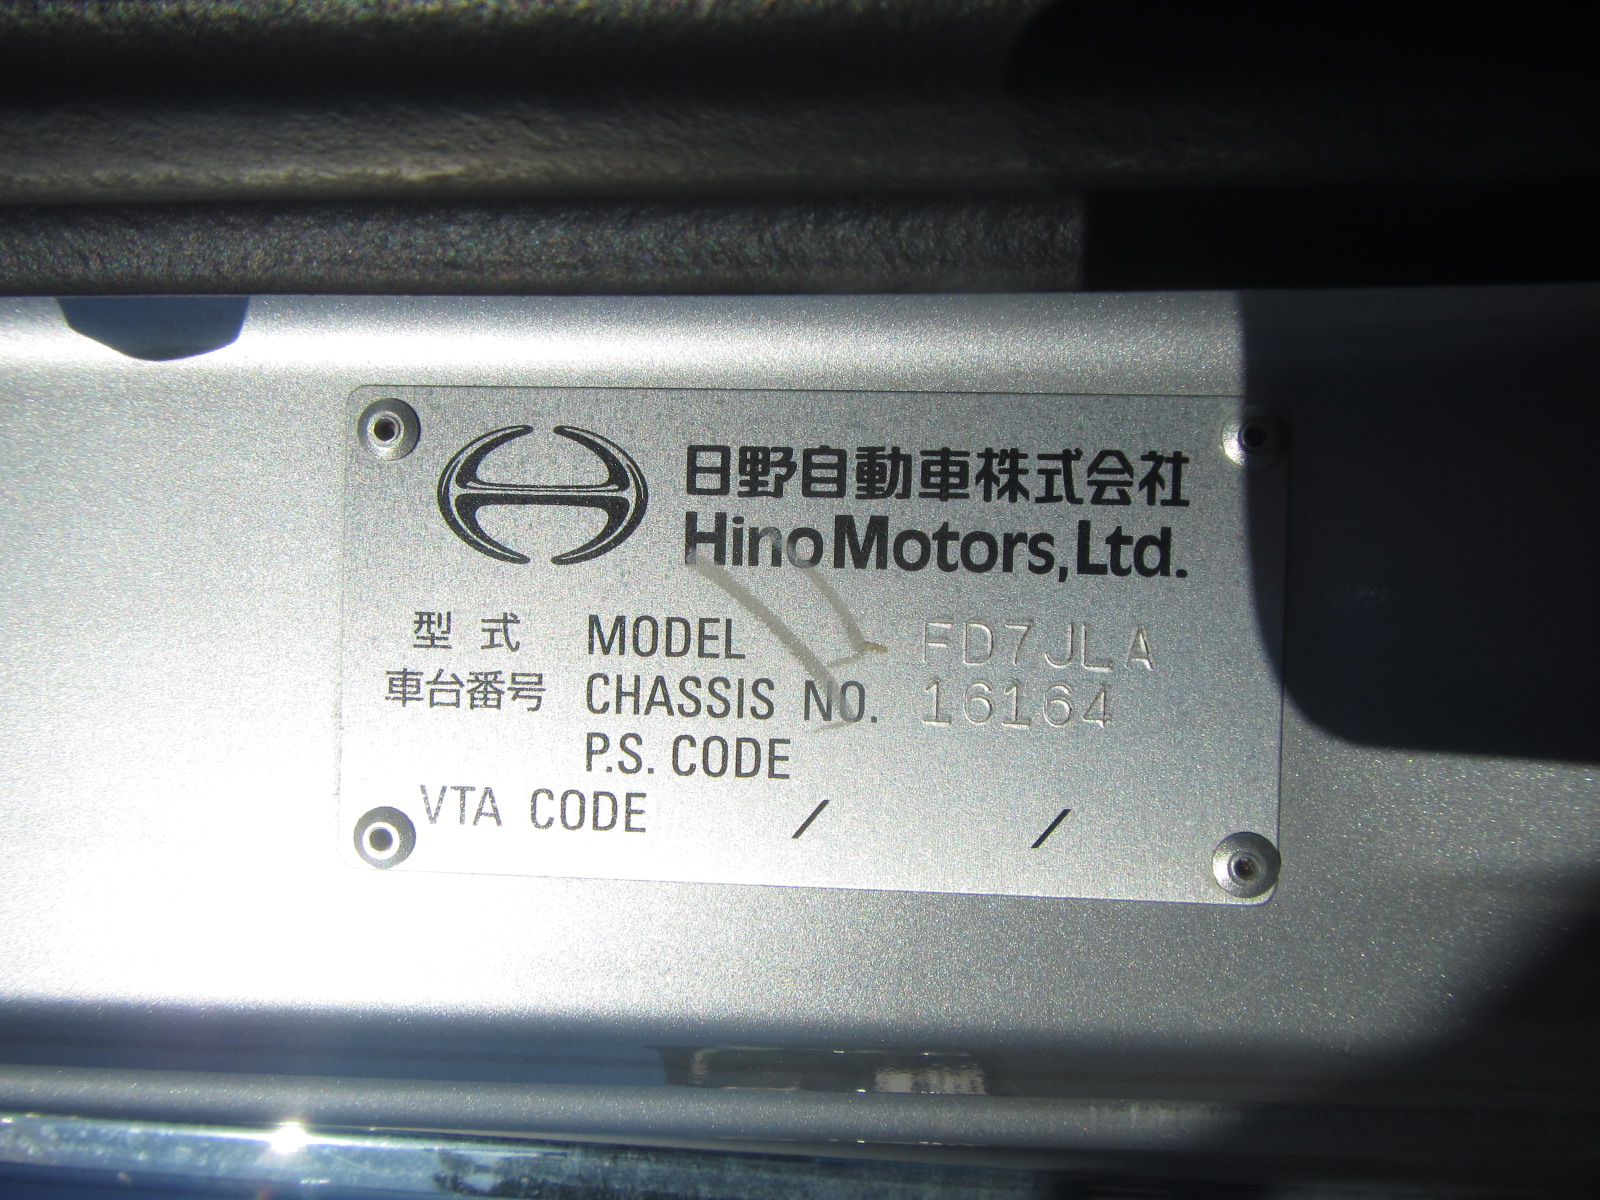 日野自動車株式会社
Hino Motors, Ltd.
型 式 MODEL FD7JLA
車台番号 CHASSIS NO. 16164
P.S. CODE
VTA CODE / /